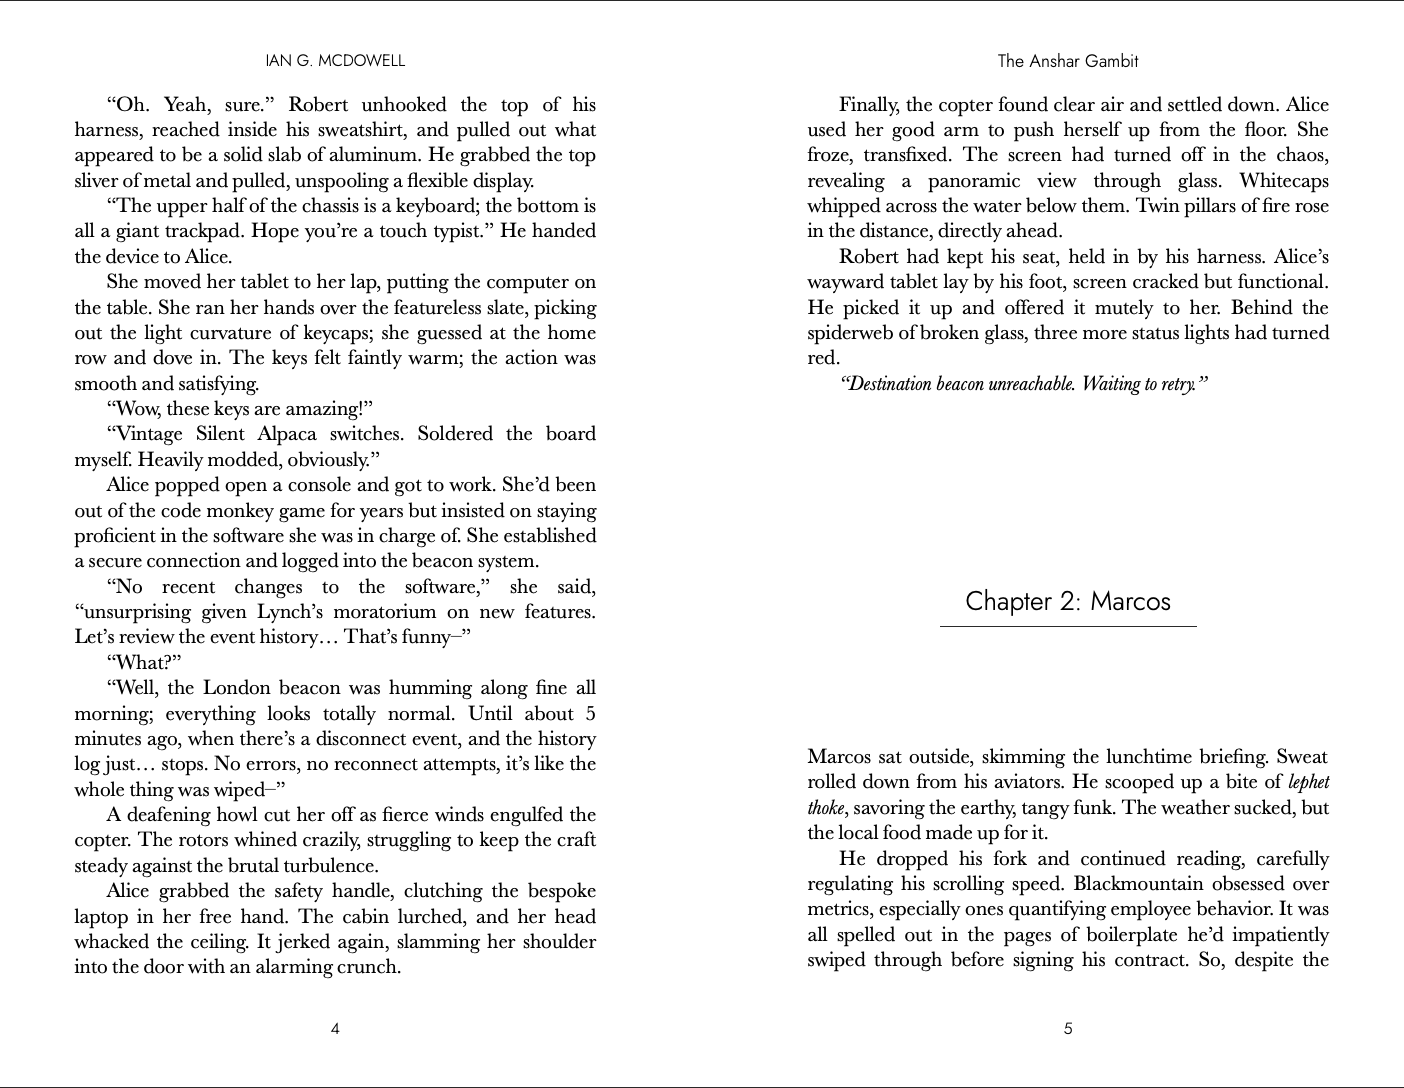 IAN G. MCDOWELL
“Oh. Yeah, sure.” Robert unhooked the top of his
harness, reached inside his sweatshirt, and pulled out what
appeared to be a solid slab of aluminum. He grabbed the top
sliver of metal and pulled, unspooling a flexible display.
“The upper half of the chassis is a keyboard; the bottom is
all a giant trackpad. Hope you’re a touch typist.” He handed
the device to Alice.
She moved her tablet to her lap, putting the computer on
the table. She ran her hands over the featureless slate, picking
out the light curvature of keycaps; she guessed at the home
row and dove in. The keys felt faintly warm; the action was
smooth and satisfying.
“Wow, these keys are amazing!”
“Vintage Silent Alpaca switches. Soldered the board
myself. Heavily modded, obviously.”
Alice popped open a console and got to work. She’d been
out of the code monkey game for years but insisted on staying
proficient in the software she was in charge of. She established
a secure connection and logged into the beacon system.
“No recent changes to the software,” she said,
“unsurprising given Lynch’s moratorium on new features.
Let’s review the event history… That’s funny–”
“What?”
“Well, the London beacon was humming along fine all
morning; everything looks totally normal. Until about 5
minutes ago, when there’s a disconnect event, and the history
log just… stops. No errors, no reconnect attempts, it’s like the
whole thing was wiped–”
A deafening howl cut her off as fierce winds engulfed the
copter. The rotors whined crazily, struggling to keep the craft
steady against the brutal turbulence.
Alice grabbed the safety handle, clutching the bespoke
laptop in her free hand. The cabin lurched, and her head
whacked the ceiling. It jerked again, slamming her shoulder
into the door with an alarming crunch.
4
The Anshar Gambit
Finally, the copter found clear air and settled down. Alice
used her good arm to push herself up from the floor. She
froze, transfixed. The screen had turned off in the chaos,
revealing a panoramic view through glass. Whitecaps
whipped across the water below them. Twin pillars of fire rose
in the distance, directly ahead.
Robert had kept his seat, held in by his harness. Alice’s
wayward tablet lay by his foot, screen cracked but functional.
He picked it up and offered it mutely to her. Behind the
spiderweb of broken glass, three more status lights had turned
red.
“Destination beacon unreachable. Waiting to retry.”
Chapter 2: Marcos
Marcos sat outside, skimming the lunchtime briefing. Sweat
rolled down from his aviators. He scooped up a bite of lephet
thoke, savoring the earthy, tangy funk. The weather sucked, but
the local food made up for it.
He dropped his fork and continued reading, carefully
regulating his scrolling speed. Blackmountain obsessed over
metrics, especially ones quantifying employee behavior. It was
all spelled out in the pages of boilerplate he’d impatiently
swiped through before signing his contract. So, despite the
5